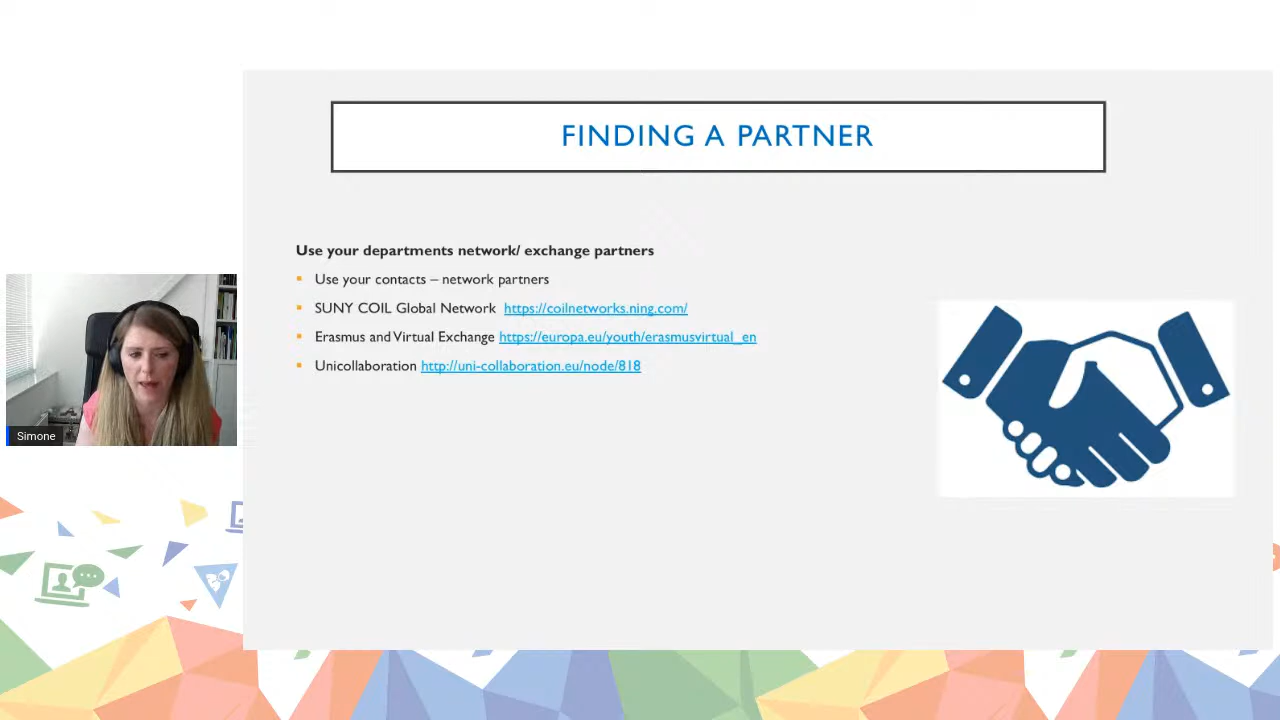 FINDING A PARTNER
Use your departments network/ exchange partners
Use your contacts – network partners
SUNY COIL Global Network https://coilnetworks.ning.com/
Erasmus and Virtual Exchange https://europa.eu/youth/erasmusvirtual_en
Unicollaboration http://uni-collaboration.eu/node/818
Simone